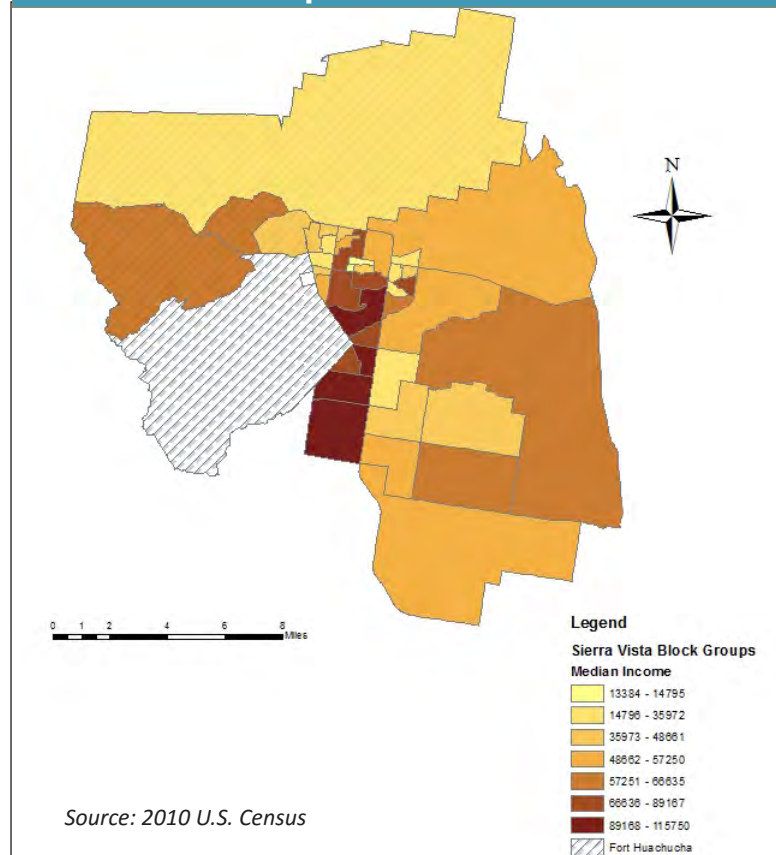 N
0 1 2 4 6 8
Miles
Legend
Sierra Vista Block Groups
Median Income
13384 - 14795
14796 - 35972
35973 - 48661
48662 - 57250
57251 - 66635
66636 - 89167
89168 - 115750
Fort Huachucha
Source: 2010 U.S. Census